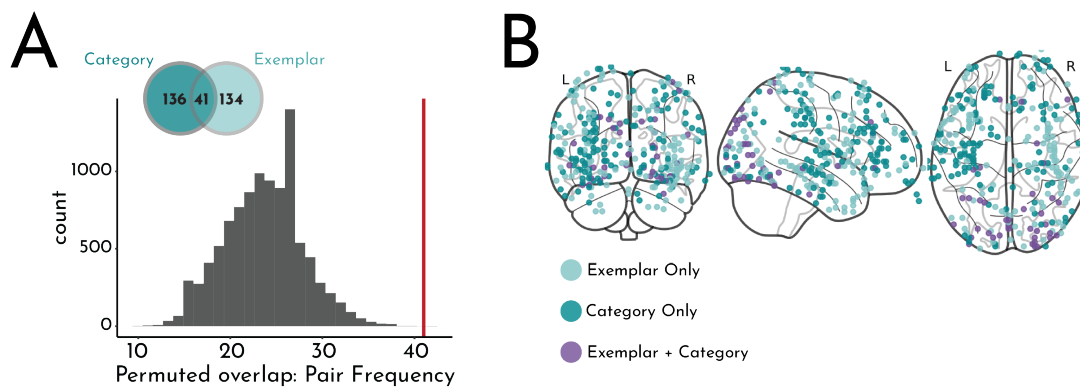 A
Category
Exemplar
136 41 134
1000
500
0
count
10 20 30 40
Permuted overlap: Pair Frequency
B
L R
L R
Exemplar Only
Category Only
Exemplar + Category